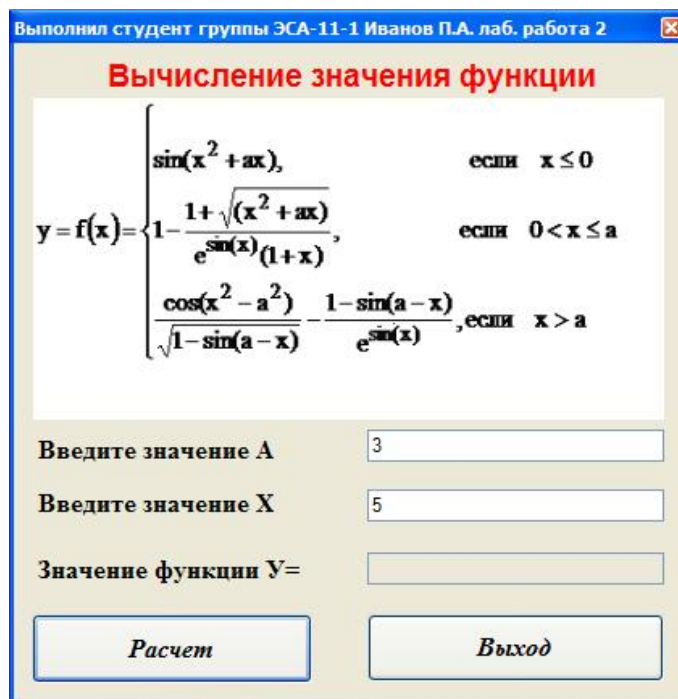 Выполнил студент группы ЭСА-11-1 Иванов П.А. лаб. работа 2
Вычисление значения функции
sin(x² + ax), если x ≤ 0
y = f(x) = { 1 - (1 + √(x² + ax)) / (e^sin(x) (1 + x)), если 0 < x ≤ a
cos(x² - a²) / √(1 - sin(a - x)) - (1 - sin(a - x)) / e^sin(x), если x > a
Введите значение А 3
Введите значение Х 5
Значение функции У=
Расчет Выход